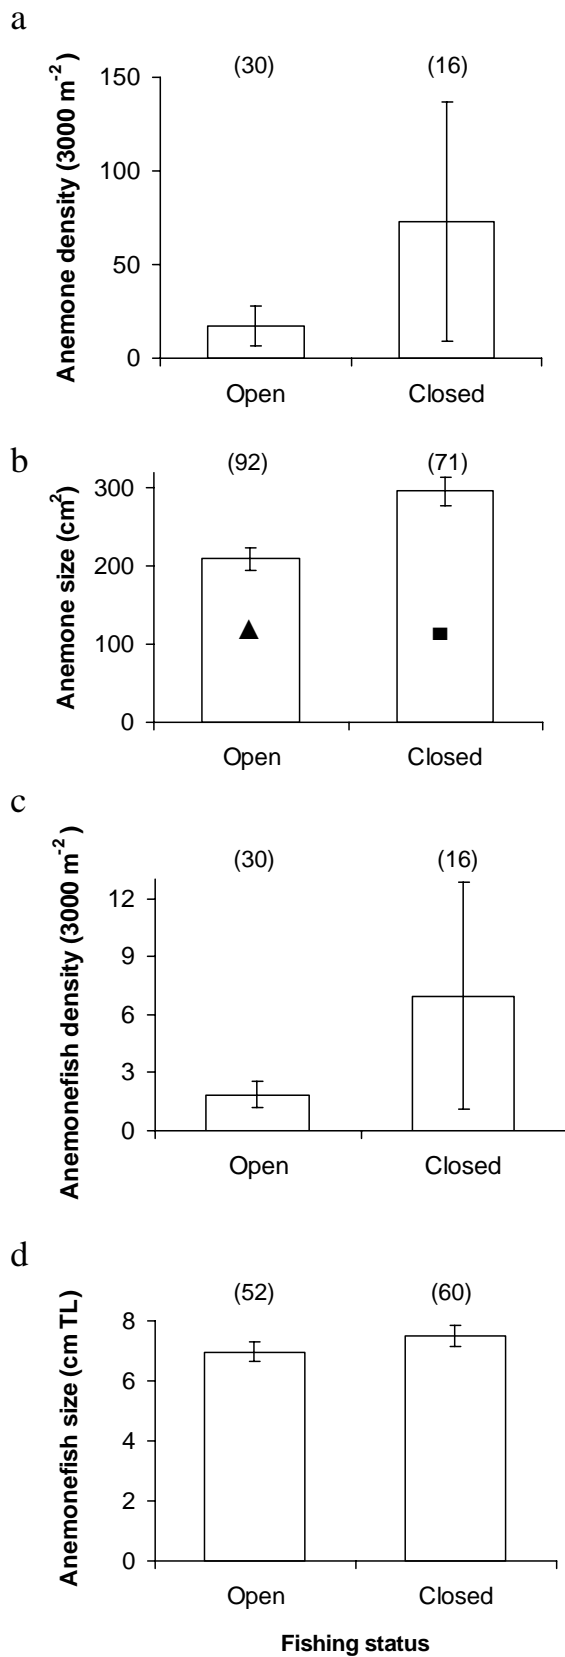 a
Anemone density (3000 m⁻²)
(30) (16)
150
100
50
0
Open Closed
b
Anemone size (cm²)
(92) (71)
300
200
100
0
Open Closed
c
Anemonefish density (3000 m⁻²)
(30) (16)
12
9
6
3
0
Open Closed
d
Anemonefish size (cm TL)
(52) (60)
8
6
4
2
0
Open Closed
Fishing status